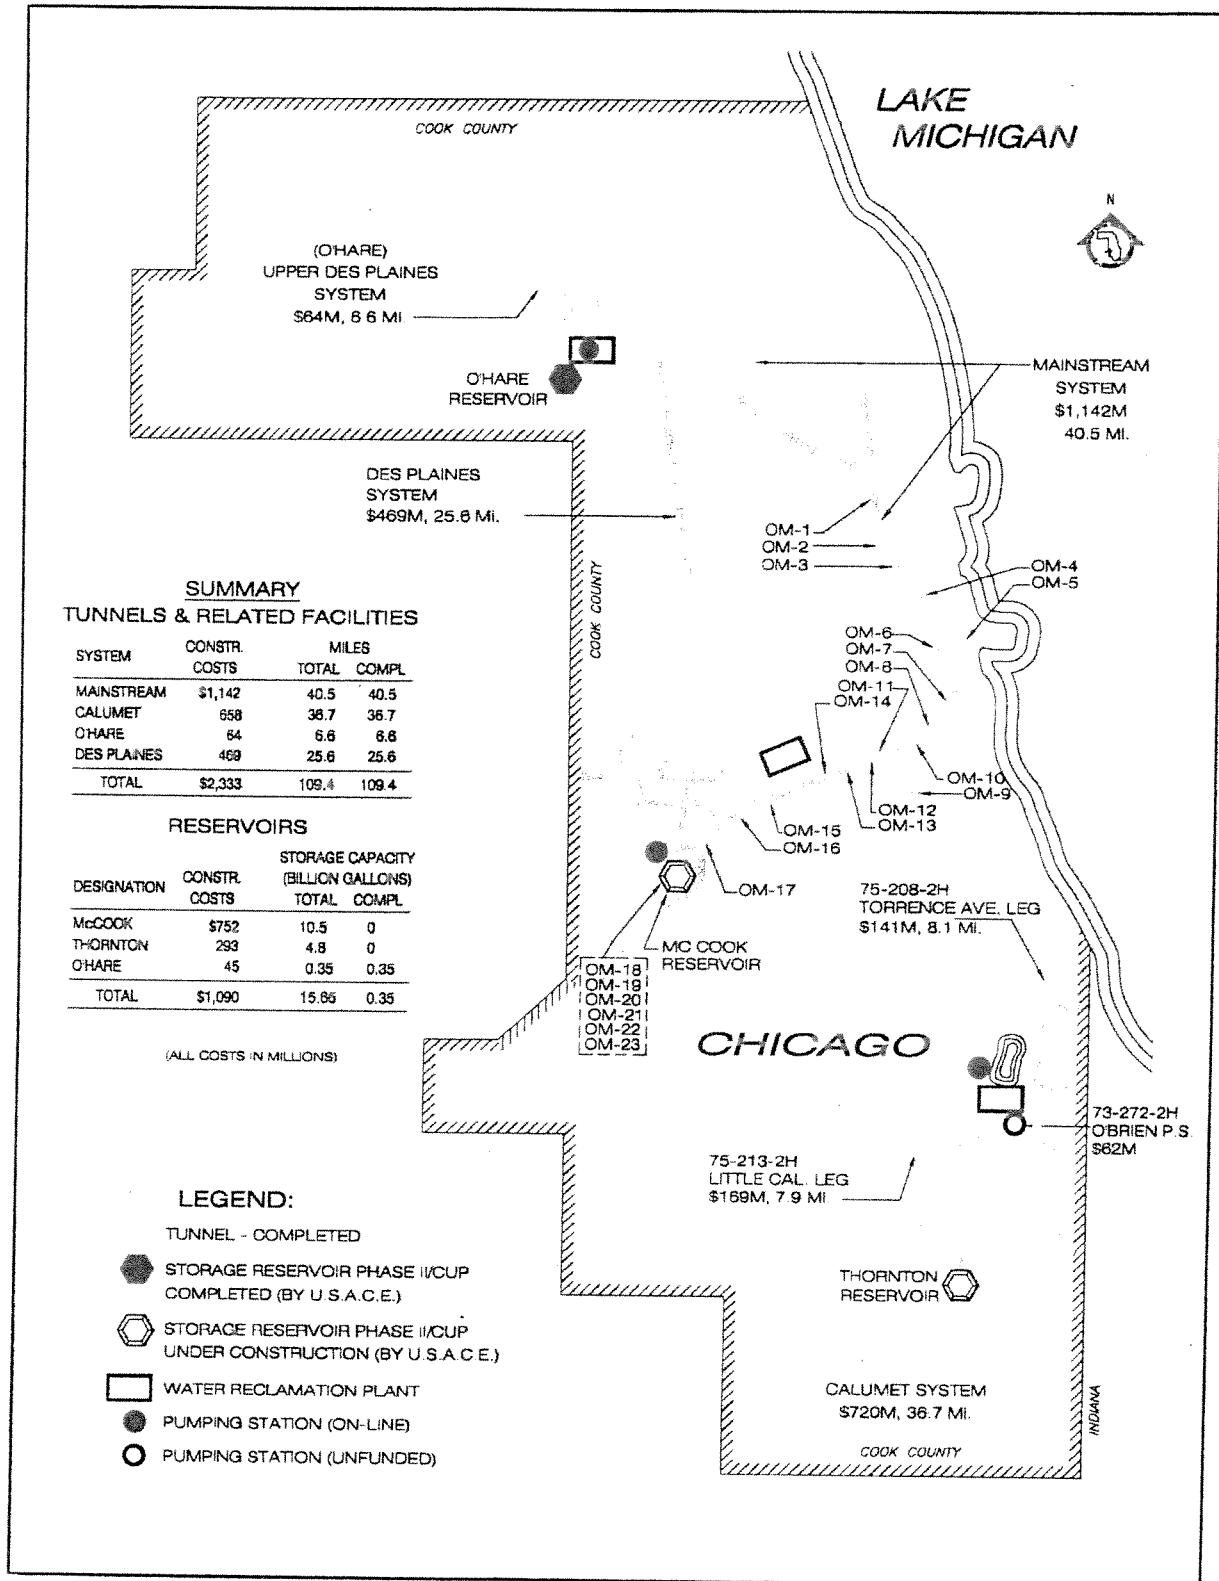 LAKE
MICHIGAN
COOK COUNTY
N
(O'HARE)
UPPER DES PLAINES
SYSTEM
$64M, 6.6 MI.
O'HARE
RESERVOIR
MAINSTREAM
SYSTEM
$1,142M
40.5 MI.
DES PLAINES
SYSTEM
$469M, 25.6 Mi.
OM-1
OM-2
OM-3
OM-4
OM-5
COOK COUNTY
OM-6
OM-7
OM-8
OM-11
OM-14
OM-10
OM-9
OM-12
OM-13
OM-15
OM-16
OM-17
SUMMARY
TUNNELS & RELATED FACILITIES
SYSTEM CONSTR. COSTS MILES TOTAL COMPL
MAINSTREAM $1,142 40.5 40.5
CALUMET 658 36.7 36.7
O'HARE 64 6.6 6.6
DES PLAINES 469 25.6 25.6
TOTAL $2,333 109.4 109.4
RESERVOIRS
DESIGNATION CONSTR. COSTS STORAGE CAPACITY (BILLION GALLONS) TOTAL COMPL
McCOOK $752 10.5 0
THORNTON 293 4.8 0
O'HARE 45 0.35 0.35
TOTAL $1,090 15.65 0.35
(ALL COSTS IN MILLIONS)
75-208-2H
TORRENCE AVE. LEG
$141M, 8.1 MI.
MC COOK
RESERVOIR
OM-18
OM-19
OM-20
OM-21
OM-22
OM-23
CHICAGO
73-272-2H
O'BRIEN P.S.
$62M
75-213-2H
LITTLE CAL. LEG
$169M, 7.9 MI.
THORNTON
RESERVOIR
CALUMET SYSTEM
$720M, 36.7 MI.
INDIANA
COOK COUNTY
LEGEND:
TUNNEL - COMPLETED
STORAGE RESERVOIR PHASE II/CUP
COMPLETED (BY U.S.A.C.E.)
STORAGE RESERVOIR PHASE II/CUP
UNDER CONSTRUCTION (BY U.S.A.C.E.)
WATER RECLAMATION PLANT
PUMPING STATION (ON-LINE)
PUMPING STATION (UNFUNDED)